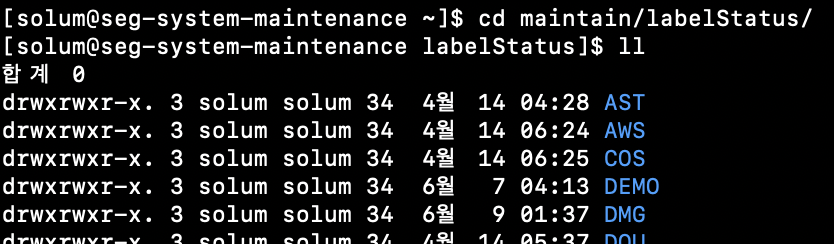 [solum@seg-system-maintenance ~]$ cd maintain/labelStatus/
[solum@seg-system-maintenance labelStatus]$ ll
합계 0
drwxrwxr-x. 3 solum solum 34  4월  14 04:28 AST
drwxrwxr-x. 3 solum solum 34  4월  14 06:24 AWS
drwxrwxr-x. 3 solum solum 34  4월  14 06:25 COS
drwxrwxr-x. 3 solum solum 34  6월   7 04:13 DEMO
drwxrwxr-x. 3 solum solum 34  6월   9 01:37 DMG
drwxrwxr-x. 3 solum solum 34  4월  14 05:37